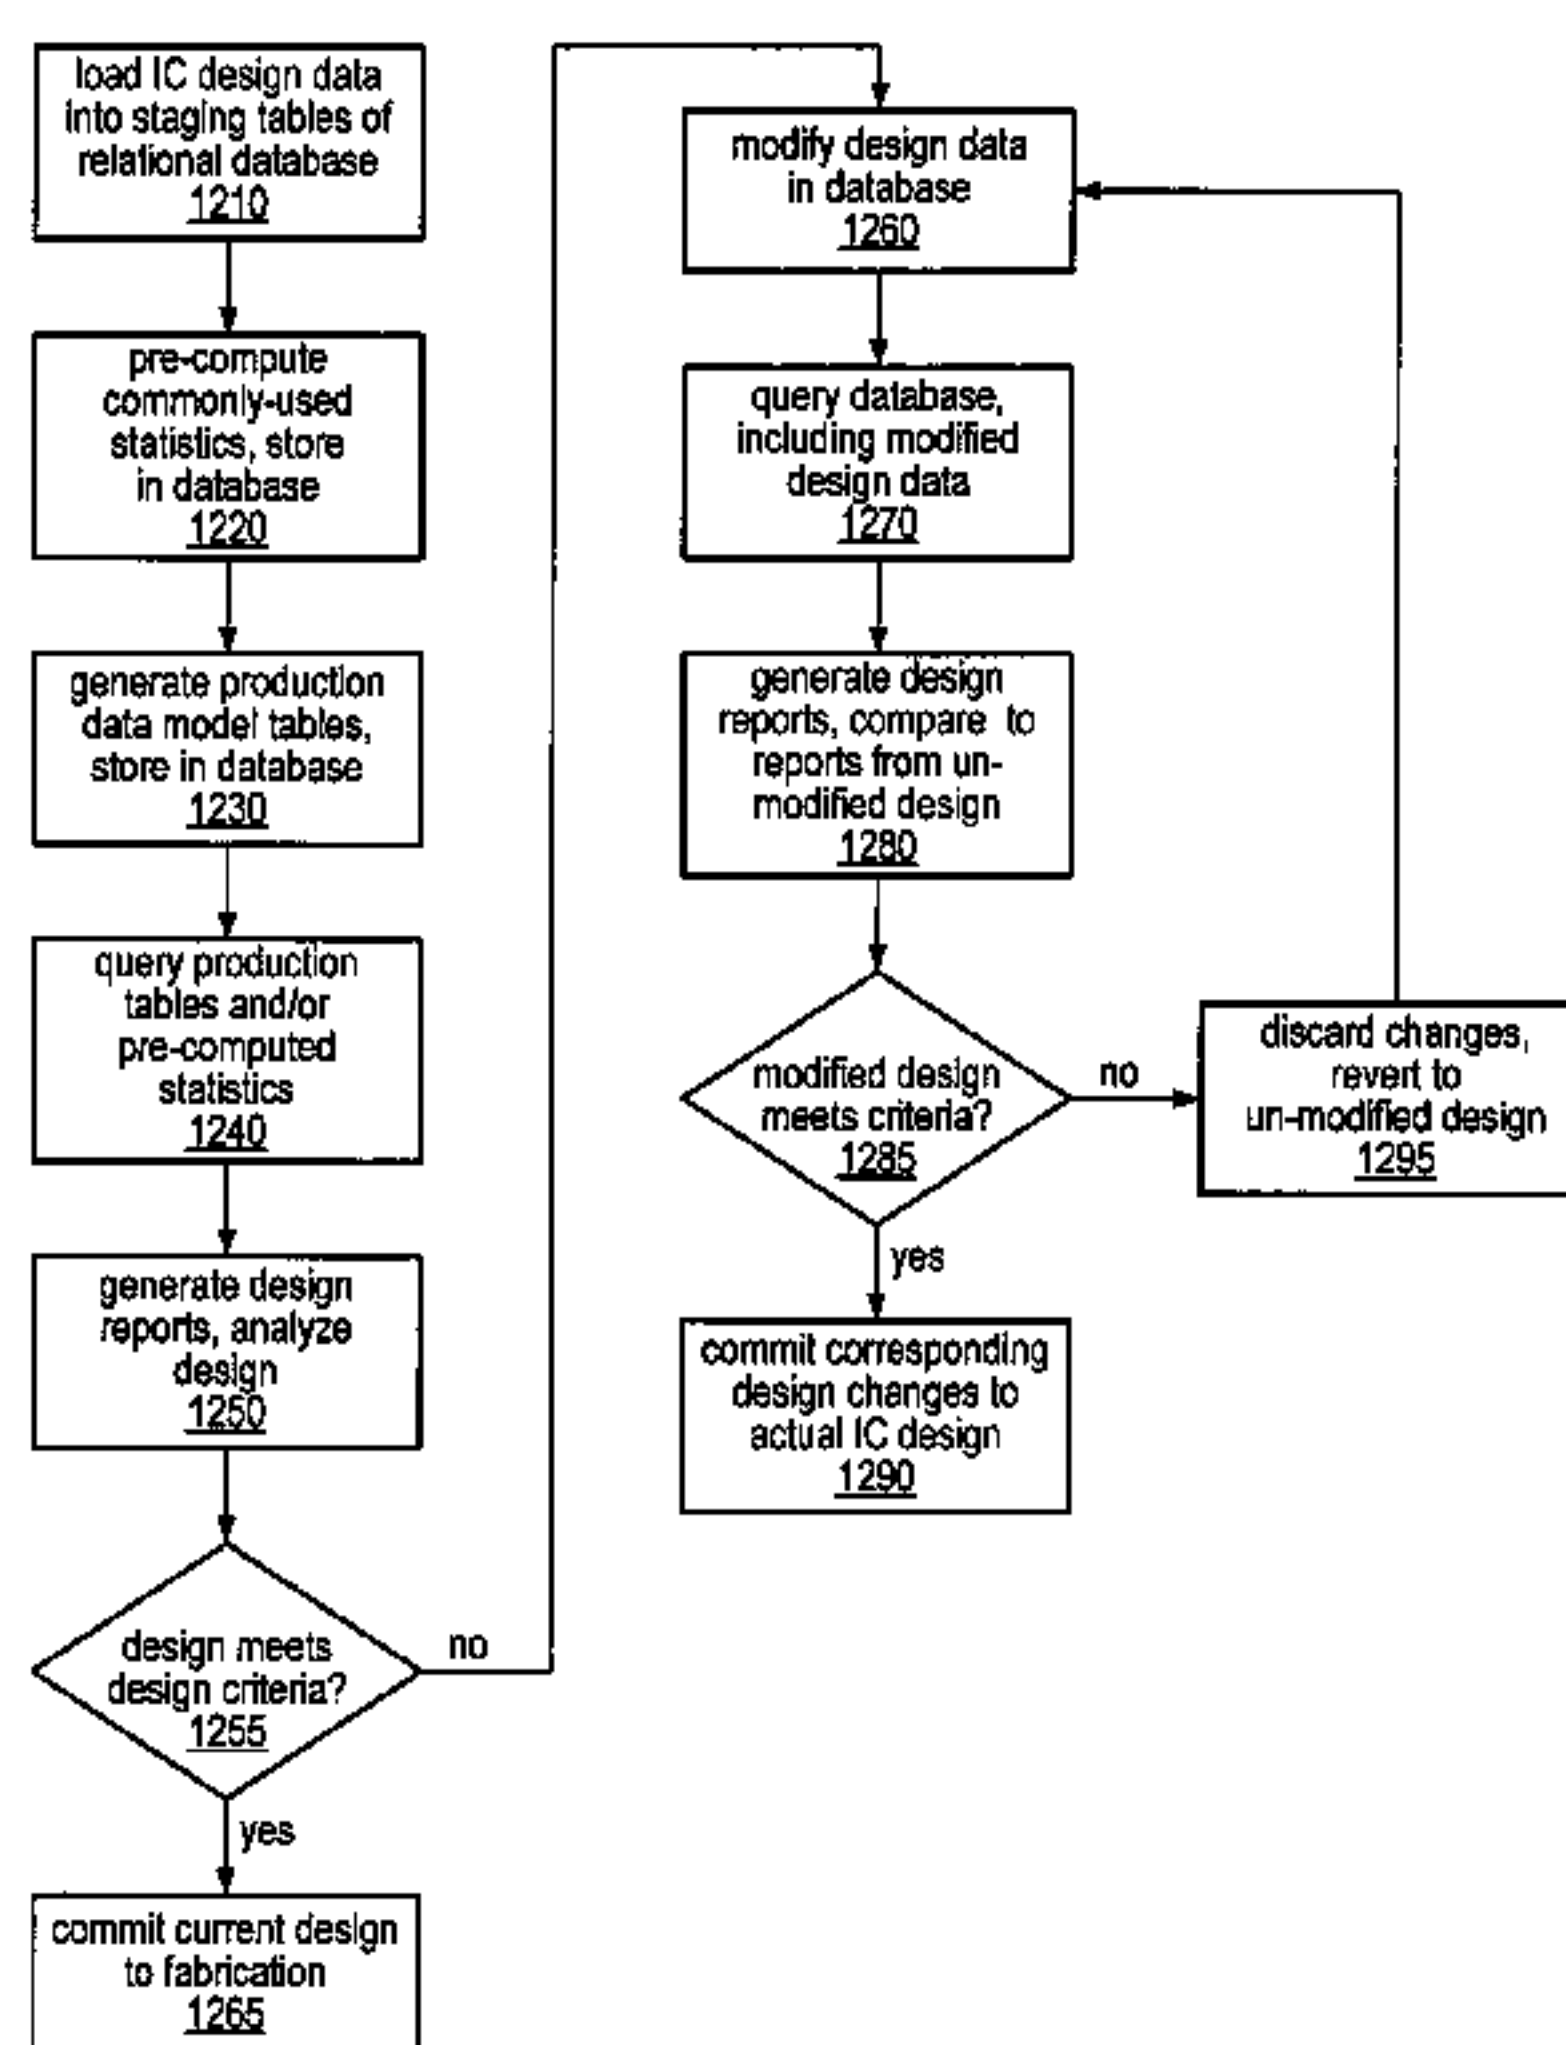 load IC design data
into staging tables of
relational database
1210
pre-compute
commonly-used
statistics, store
in database
1220
generate production
data model tables,
store in database
1230
query production
tables and/or
pre-computed
statistics
1240
generate design
reports, analyze
design
1250
design meets
design criteria?
1255
no
yes
commit current design
to fabrication
1265
modify design data
in database
1260
query database,
including modified
design data
1270
generate design
reports, compare to
reports from un-
modified design
1280
modified design
meets criteria?
1285
no
yes
discard changes,
revert to
un-modified design
1295
commit corresponding
design changes to
actual IC design
1290